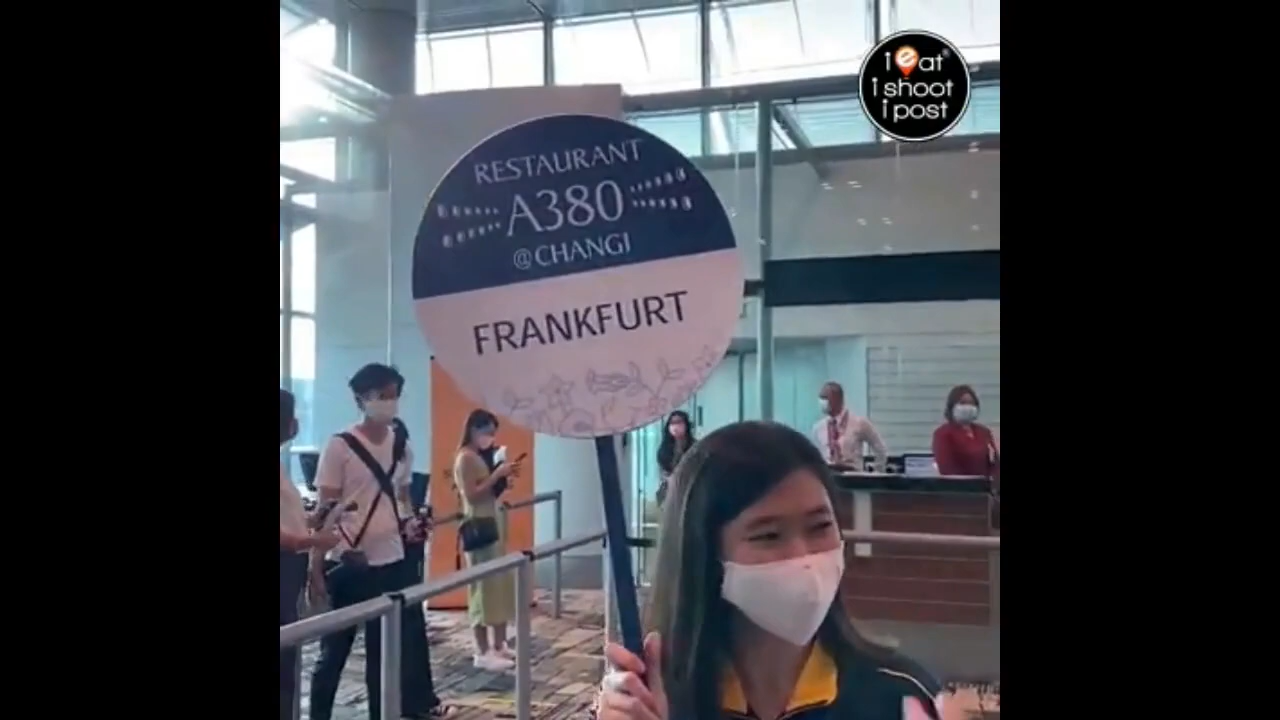 i eat
i shoot
i post
RESTAURANT
A380
@CHANGI
FRANKFURT